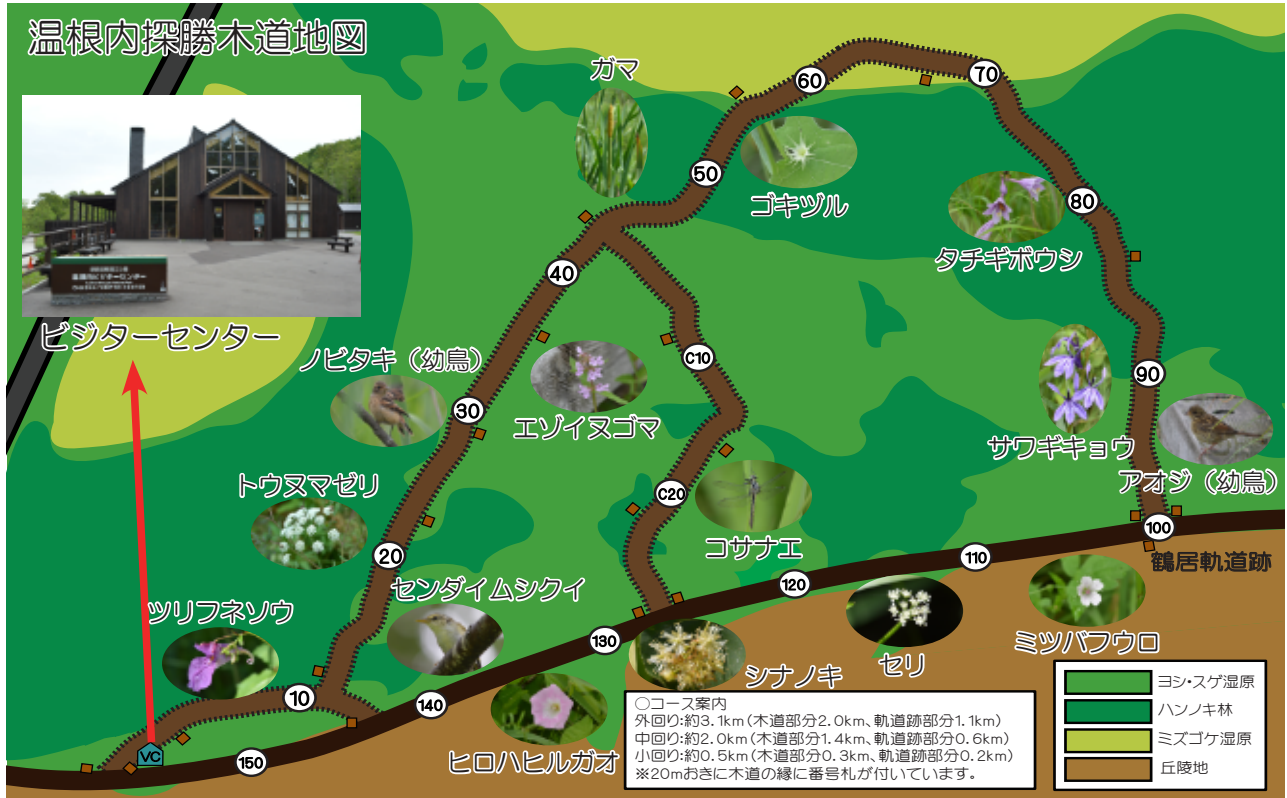 温根内探勝木道地図
ガマ
60
70
50
ゴキヅル
80
タチギボウシ
40
ビジターセンター
ノビタキ（幼鳥）
C10
90
30
エゾイヌゴマ
サワギキョウ
アオジ（幼鳥）
トウヌマゼリ
C20
コサナエ
100
鶴居軌道跡
20
110
120
センダイムシクイ
ツリフネソウ
130
ミツバフウロ
セリ
シナノキ
10
140
ヒロハヒルガオ
VC
150
○コース案内
外回り:約3.1km(木道部分2.0km、軌道跡部分1.1km)
中回り:約2.0km(木道部分1.4km、軌道跡部分0.6km)
小回り:約0.5km(木道部分0.3km、軌道跡部分0.2km)
※20mおきに木道の縁に番号札が付いています。
ヨシ・スゲ湿原
ハンノキ林
ミズゴケ湿原
丘陵地